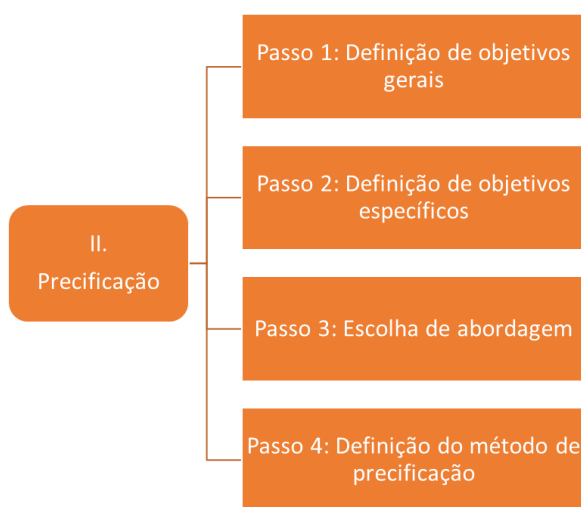 Passo 1: Definição de objetivos
gerais
Passo 2: Definição de objetivos
específicos
II.
Precificação
Passo 3: Escolha de abordagem
Passo 4: Definição do método de
precificação